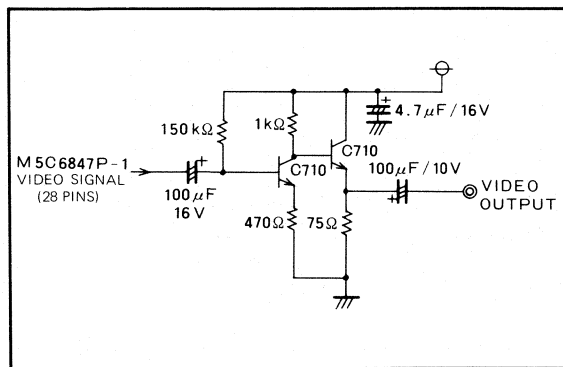 4.7μF/16V
150kΩ
1kΩ
C710
M5C6847P-1
VIDEO SIGNAL
(28 PINS)
+
100μF
16V
C710
100μF/10V
+
VIDEO
OUTPUT
470Ω
75Ω
+